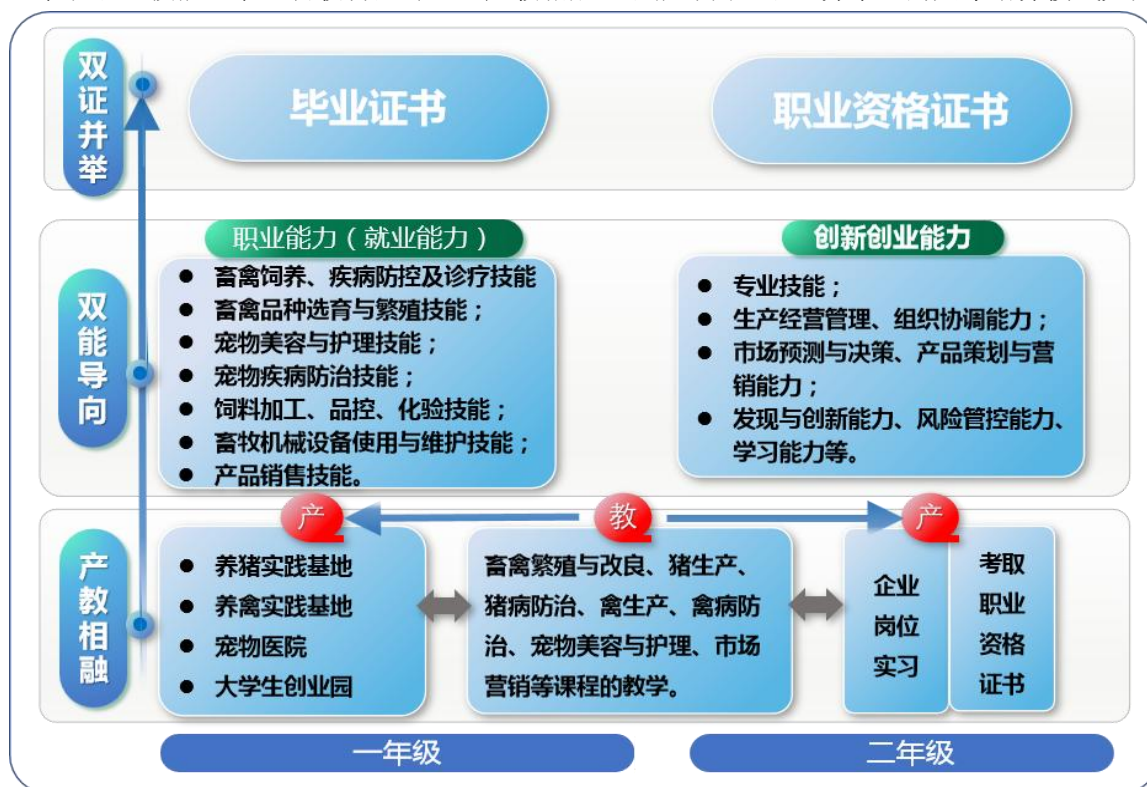 双证并举
毕业证书
职业资格证书
双能导向
职业能力（就业能力）
● 畜禽饲养、疾病防控及诊疗技能
● 畜禽品种选育与繁殖技能；
● 宠物美容与护理技能；
● 宠物疾病防治技能；
● 饲料加工、品控、化验技能；
● 畜牧机械设备使用与维护技能；
● 产品销售技能。
创新创业能力
● 专业技能；
● 生产经营管理、组织协调能力；
● 市场预测与决策、产品策划与营
销能力；
● 发现与创新能力、风险管控能力、
学习能力等。
产教相融
产
教
产
● 养猪实践基地
● 养禽实践基地
● 宠物医院
● 大学生创业园
畜禽繁殖与改良、猪生产、
猪病防治、禽生产、禽病防
治、宠物美容与护理、市场
营销等课程的教学。
企业
岗位
实习
考取
职业
资格
证书
一年级
二年级